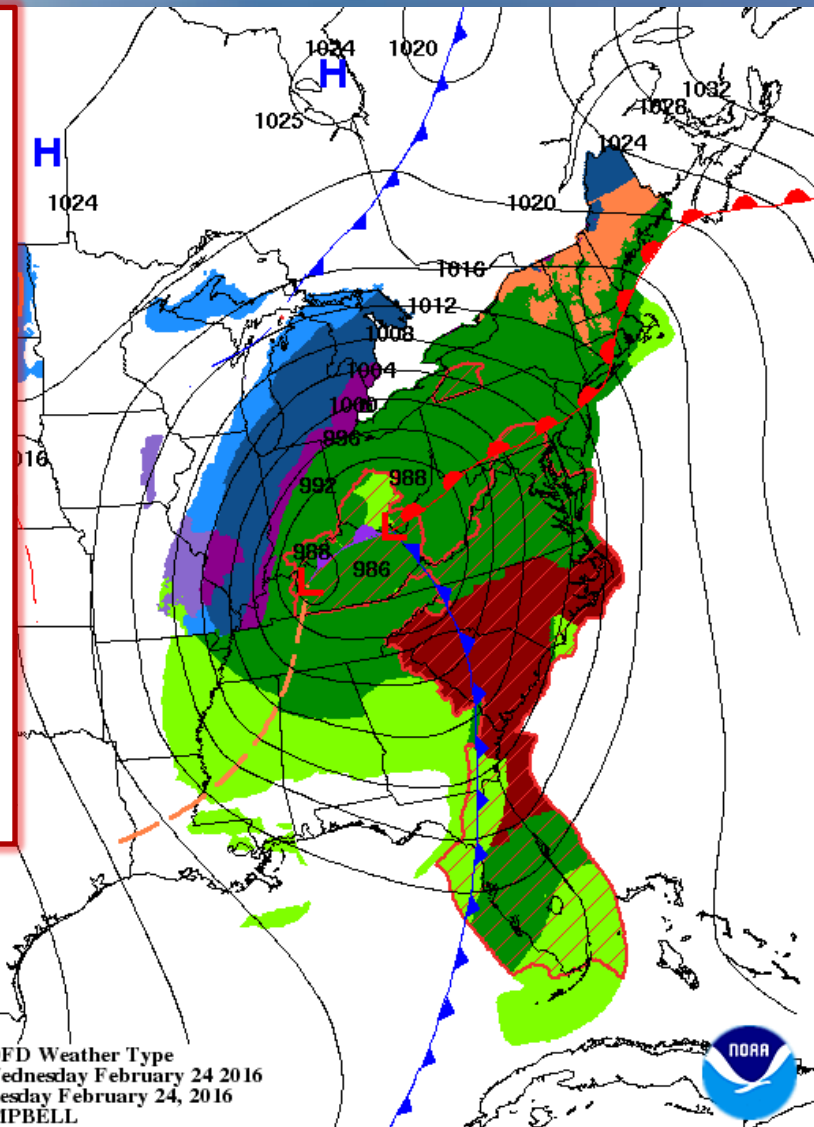 1024
1020
H
1032
1028
1025
1024
H
1024
1020
1016
1012
1008
1004
1000
996
016
992
988
L
988
986
L
FD Weather Type
ednesday February 24 2016
esday February 24, 2016
MPBELL
NOAA